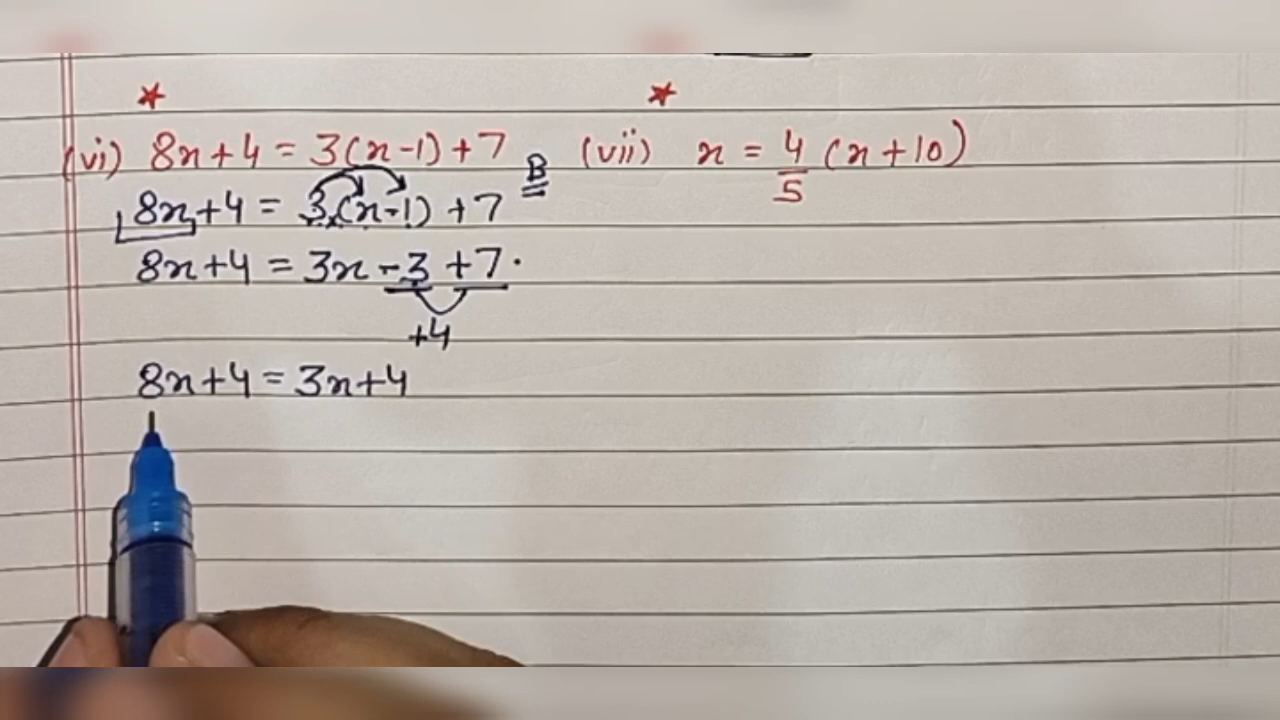 (vi) 8x+4 = 3(x-1)+7
8x+4 = 3(x-1)+7 B
8x+4 = 3x-3+7.
+4
8x+4 = 3x+4
(vii) x = 4/5 (x+10)